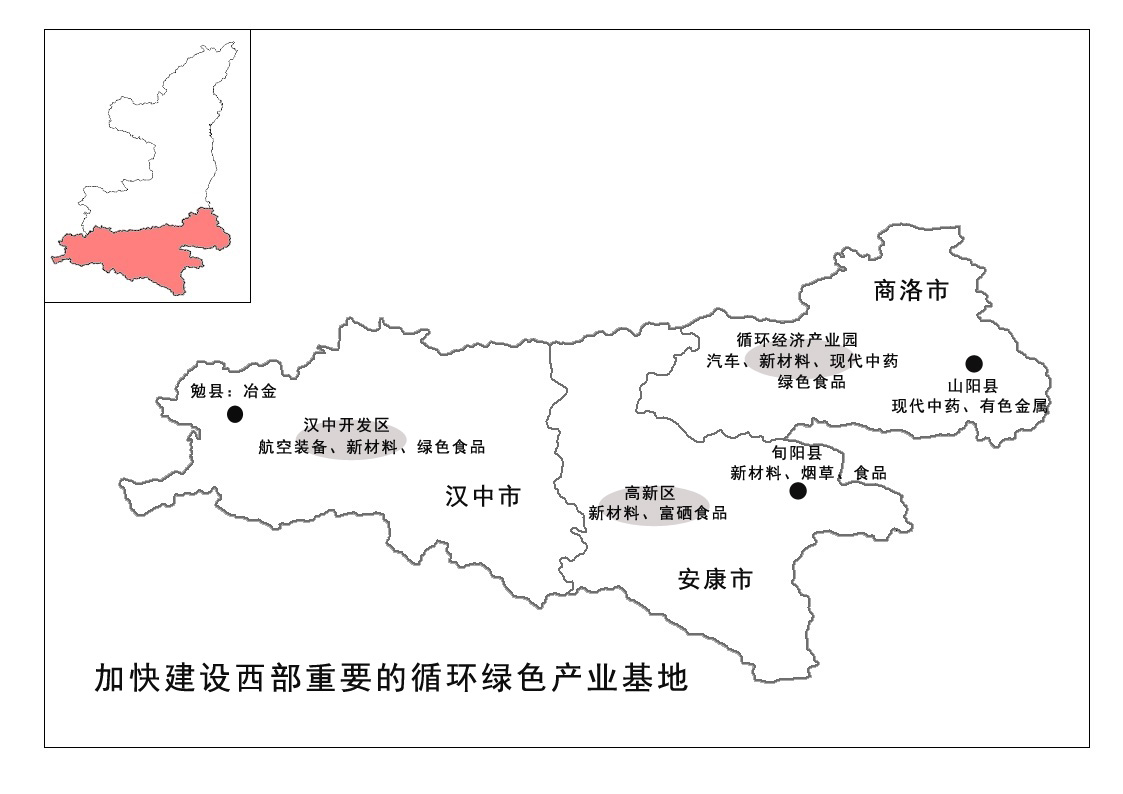 商洛市
循环经济产业园
汽车、新材料、现代中药
绿色食品
山阳县
现代中药、有色金属
勉县：冶金
汉中开发区
航空装备、新材料、绿色食品
汉中市
旬阳县
新材料、烟草、食品
高新区
新材料、富硒食品
安康市
加快建设西部重要的循环绿色产业基地